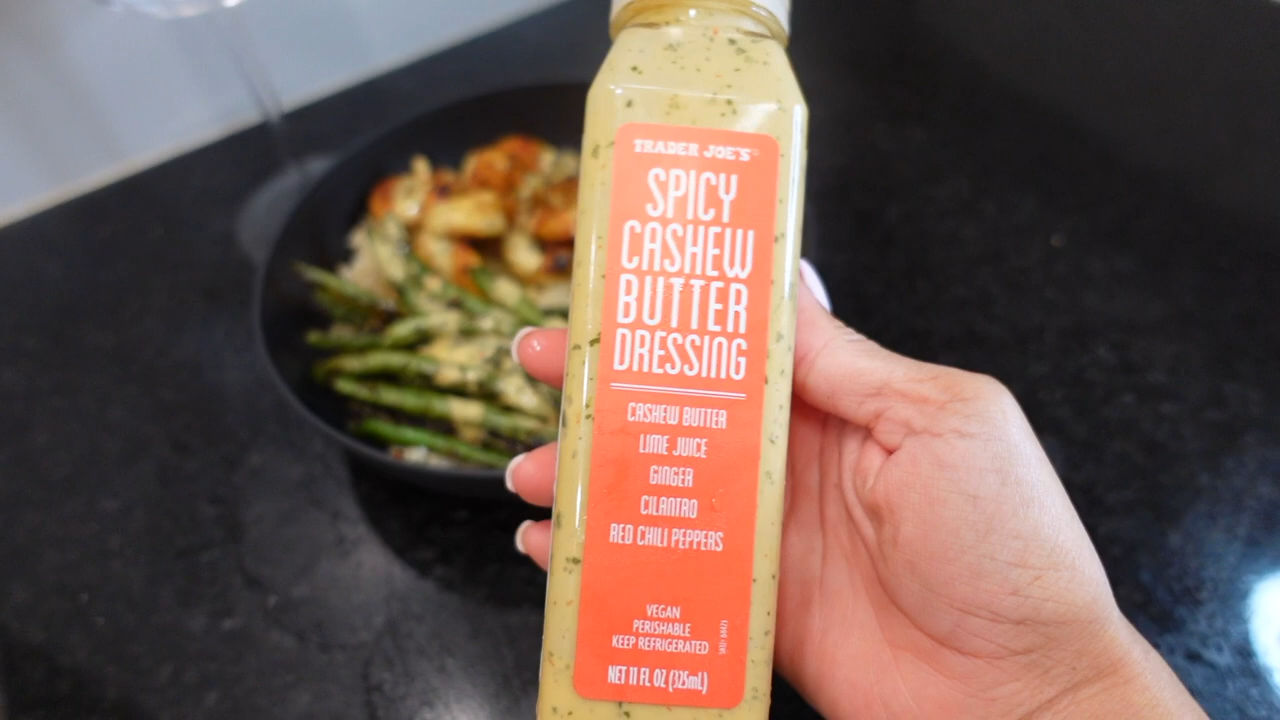 TRADER JOE'S
SPICY
CASHEW
BUTTER
DRESSING
CASHEW BUTTER
LIME JUICE
GINGER
CILANTRO
RED CHILI PEPPERS
VEGAN
PERISHABLE
KEEP REFRIGERATED
NET 11 FL OZ (325mL)